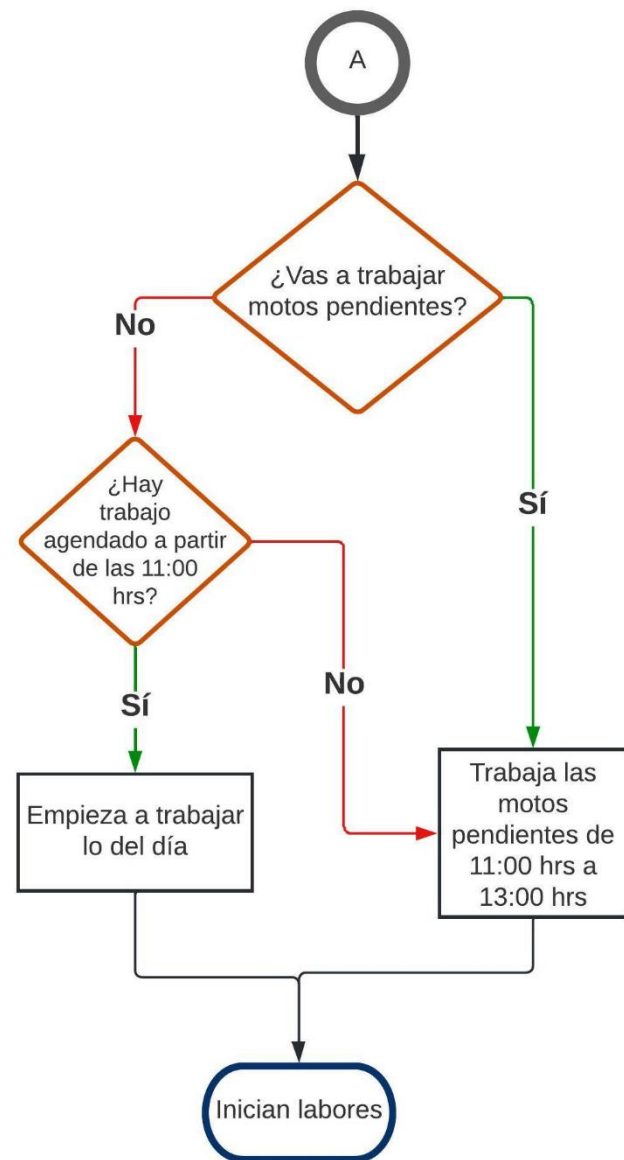 A
¿Vas a trabajar
motos pendientes?
No
Sí
¿Hay
trabajo
agendado a partir
de las 11:00
hrs?
No
Sí
Empieza a trabajar
lo del día
Trabaja las
motos
pendientes de
11:00 hrs a
13:00 hrs
Inician labores